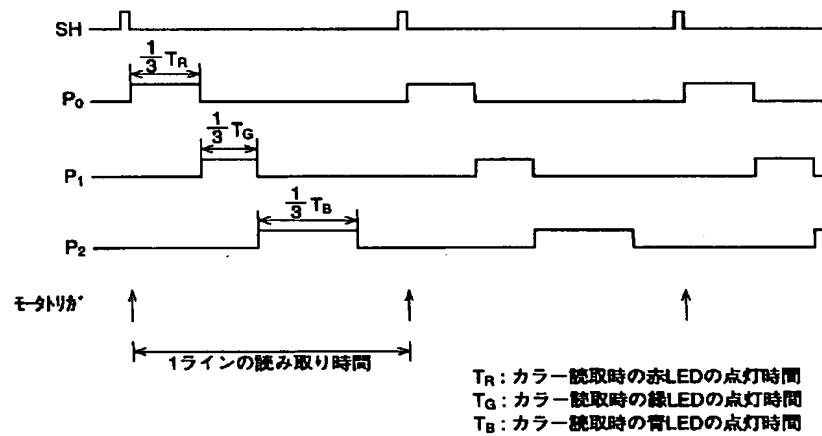 SH
1/3 TR
P₀
1/3 TG
P₁
1/3 TB
P₂
モータトリガ
1ラインの読み取り時間
TR：カラー読取時の赤LEDの点灯時間
TG：カラー読取時の緑LEDの点灯時間
TB：カラー読取時の青LEDの点灯時間